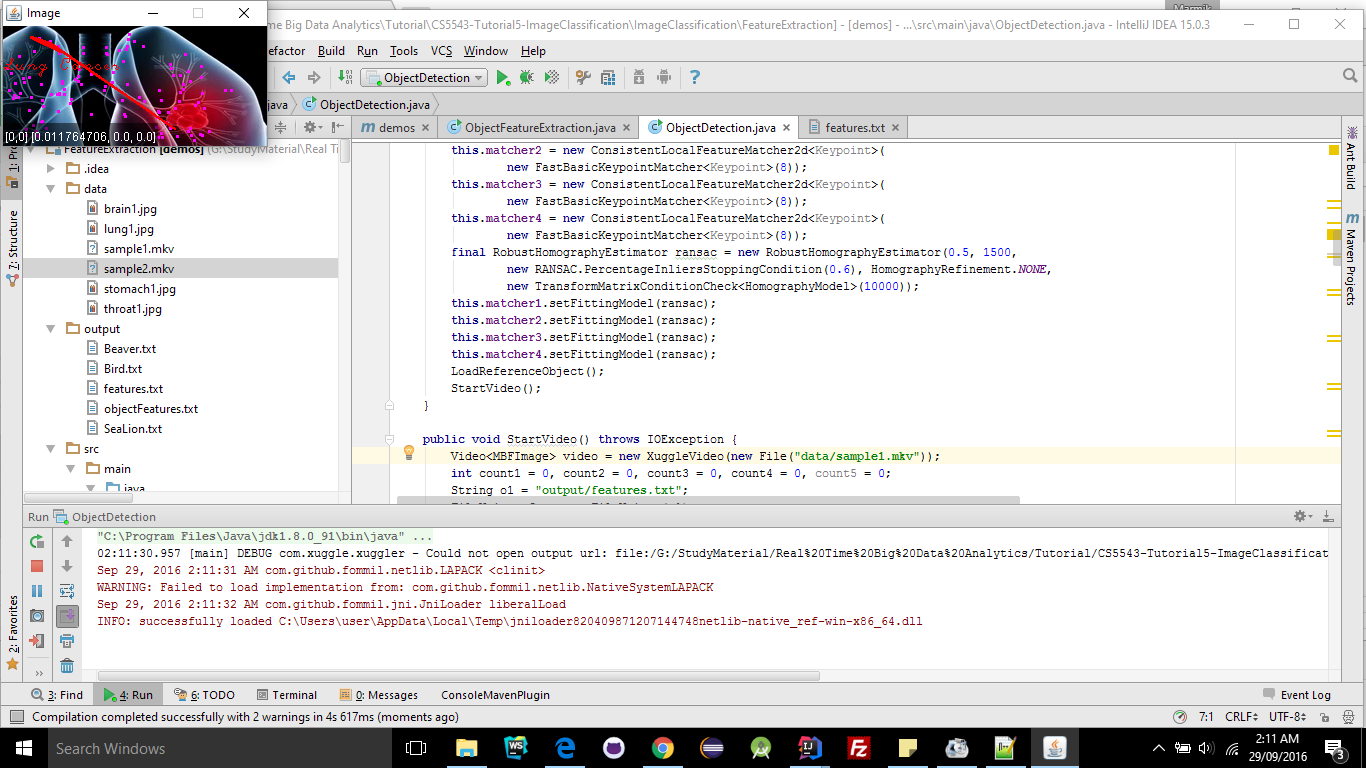 Image
me Big Data Analytics\Tutorial\CS5543-Tutorial5-ImageClassification\ImageClassification\FeatureExtraction] - [demos] - ...\src\main\java\ObjectDetection.java - IntelliJ IDEA 15.0.3
efactor Build Run Tools VCS Window Help
Lung Cancer
ObjectDetection
java ObjectDetection.java
[0,0] [0.011764706, 0.0, 0.0]
demos ObjectFeatureExtraction.java ObjectDetection.java features.txt
FeatureExtraction [demos] (G:\StudyMaterial\Real Ti
.idea
data
brain1.jpg
lung1.jpg
sample1.mkv
sample2.mkv
stomach1.jpg
throat1.jpg
output
Beaver.txt
Bird.txt
features.txt
objectFeatures.txt
SeaLion.txt
src
main
java
1: Pro
7: Structure
2: Favorites
this.matcher2 = new ConsistentLocalFeatureMatcher2d<Keypoint>(
new FastBasicKeypointMatcher<Keypoint>(8));
this.matcher3 = new ConsistentLocalFeatureMatcher2d<Keypoint>(
new FastBasicKeypointMatcher<Keypoint>(8));
this.matcher4 = new ConsistentLocalFeatureMatcher2d<Keypoint>(
new FastBasicKeypointMatcher<Keypoint>(8));
final RobustHomographyEstimator ransac = new RobustHomographyEstimator(0.5, 1500,
new RANSAC.PercentageInliersStoppingCondition(0.6), HomographyRefinement.NONE,
new TransformMatrixConditionCheck<HomographyModel>(10000));
this.matcher1.setFittingModel(ransac);
this.matcher2.setFittingModel(ransac);
this.matcher3.setFittingModel(ransac);
this.matcher4.setFittingModel(ransac);
LoadReferenceObject();
StartVideo();
}
public void StartVideo() throws IOException {
Video<MBFImage> video = new XuggleVideo(new File("data/sample1.mkv"));
int count1 = 0, count2 = 0, count3 = 0, count4 = 0, count5 = 0;
String o1 = "output/features.txt";
Ant Build
Maven Projects
Run ObjectDetection
"C:\Program Files\Java\jdk1.8.0_91\bin\java" ...
02:11:30.957 [main] DEBUG com.xuggle.xuggler - Could not open output url: file:/G:/StudyMaterial/Real%20Time%20Big%20Data%20Analytics/Tutorial/CS5543-Tutorial5-ImageClassificat
Sep 29, 2016 2:11:31 AM com.github.fommil.netlib.LAPACK <clinit>
WARNING: Failed to load implementation from: com.github.fommil.netlib.NativeSystemLAPACK
Sep 29, 2016 2:11:32 AM com.github.fommil.jni.JniLoader liberalLoad
INFO: successfully loaded C:\Users\user\AppData\Local\Temp\jniloader820409871207144748netlib-native_ref-win-x86_64.dll
3: Find 4: Run 6: TODO Terminal 0: Messages ConsoleMavenPlugin Event Log
Compilation completed successfully with 2 warnings in 4s 617ms (moments ago) 7:1 CRLF UTF-8
Search Windows
2:11 AM
29/09/2016
3